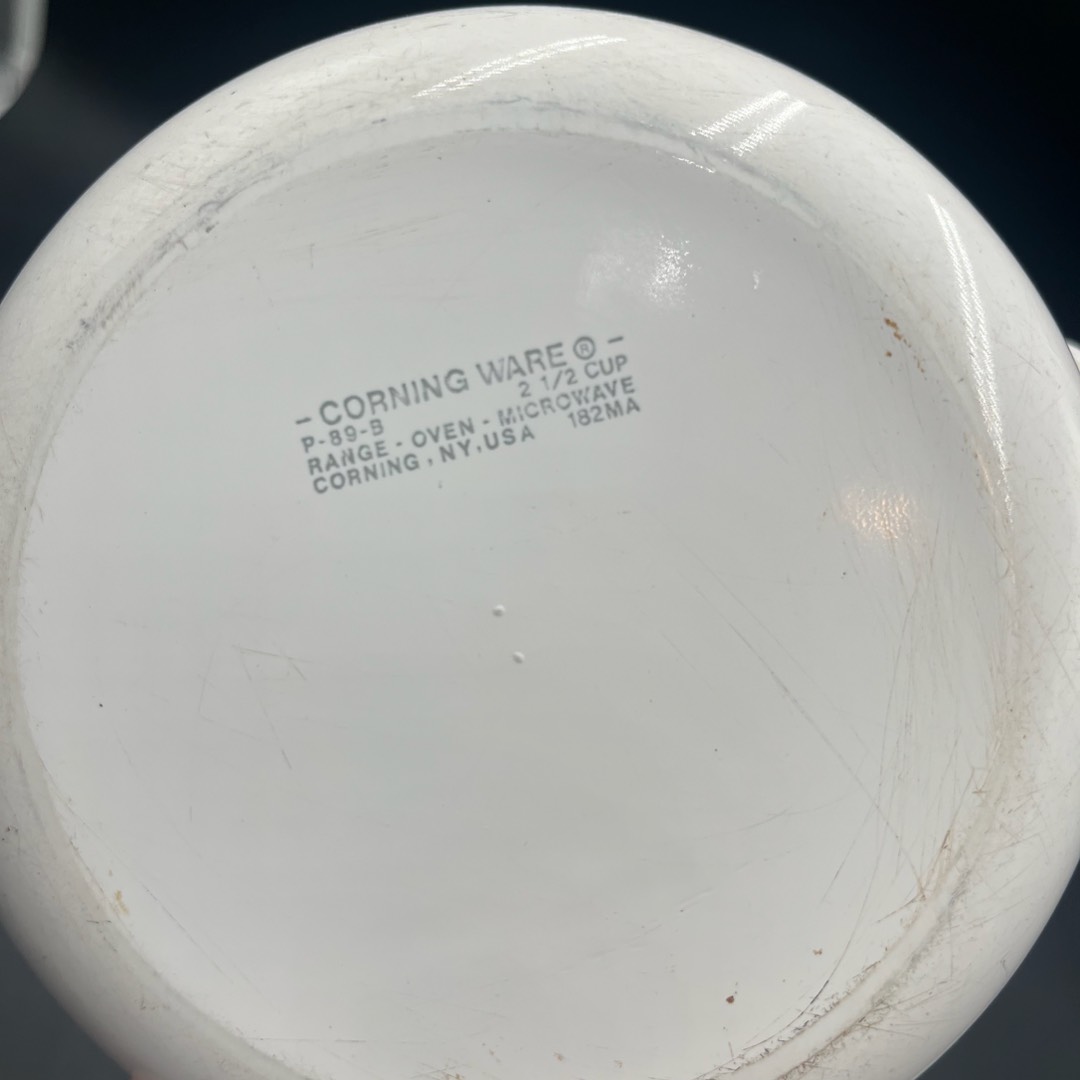 - CORNING WARE ® -
P-89-B 2 1/2 CUP
RANGE - OVEN - MICROWAVE
CORNING, NY, USA 182MA